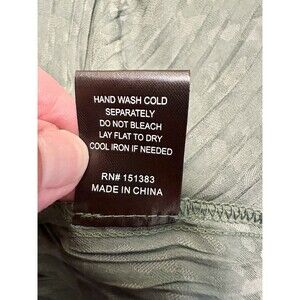 HAND WASH COLD
SEPARATELY
DO NOT BLEACH
LAY FLAT TO DRY
COOL IRON IF NEEDED
RN# 151383
MADE IN CHINA